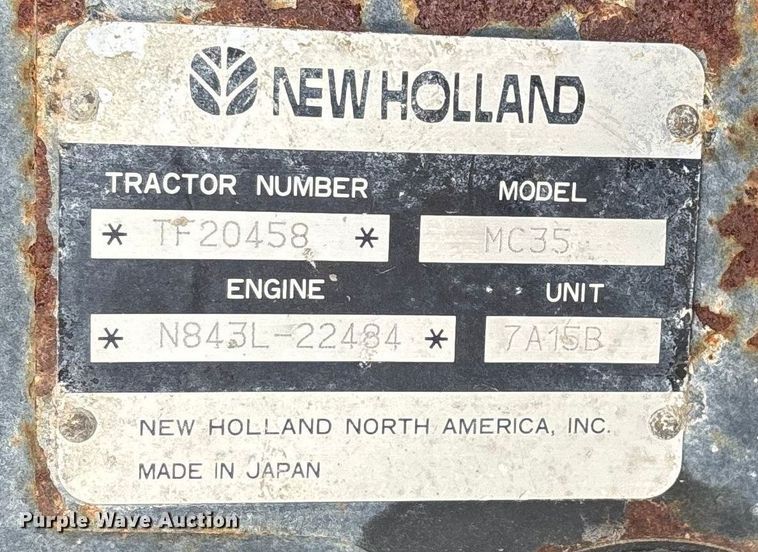 NEW HOLLAND
TRACTOR NUMBER MODEL
* TF20458 * MC35
ENGINE UNIT
* N843L-22484 * 7A15B
NEW HOLLAND NORTH AMERICA, INC.
MADE IN JAPAN
Purple Wave Auction